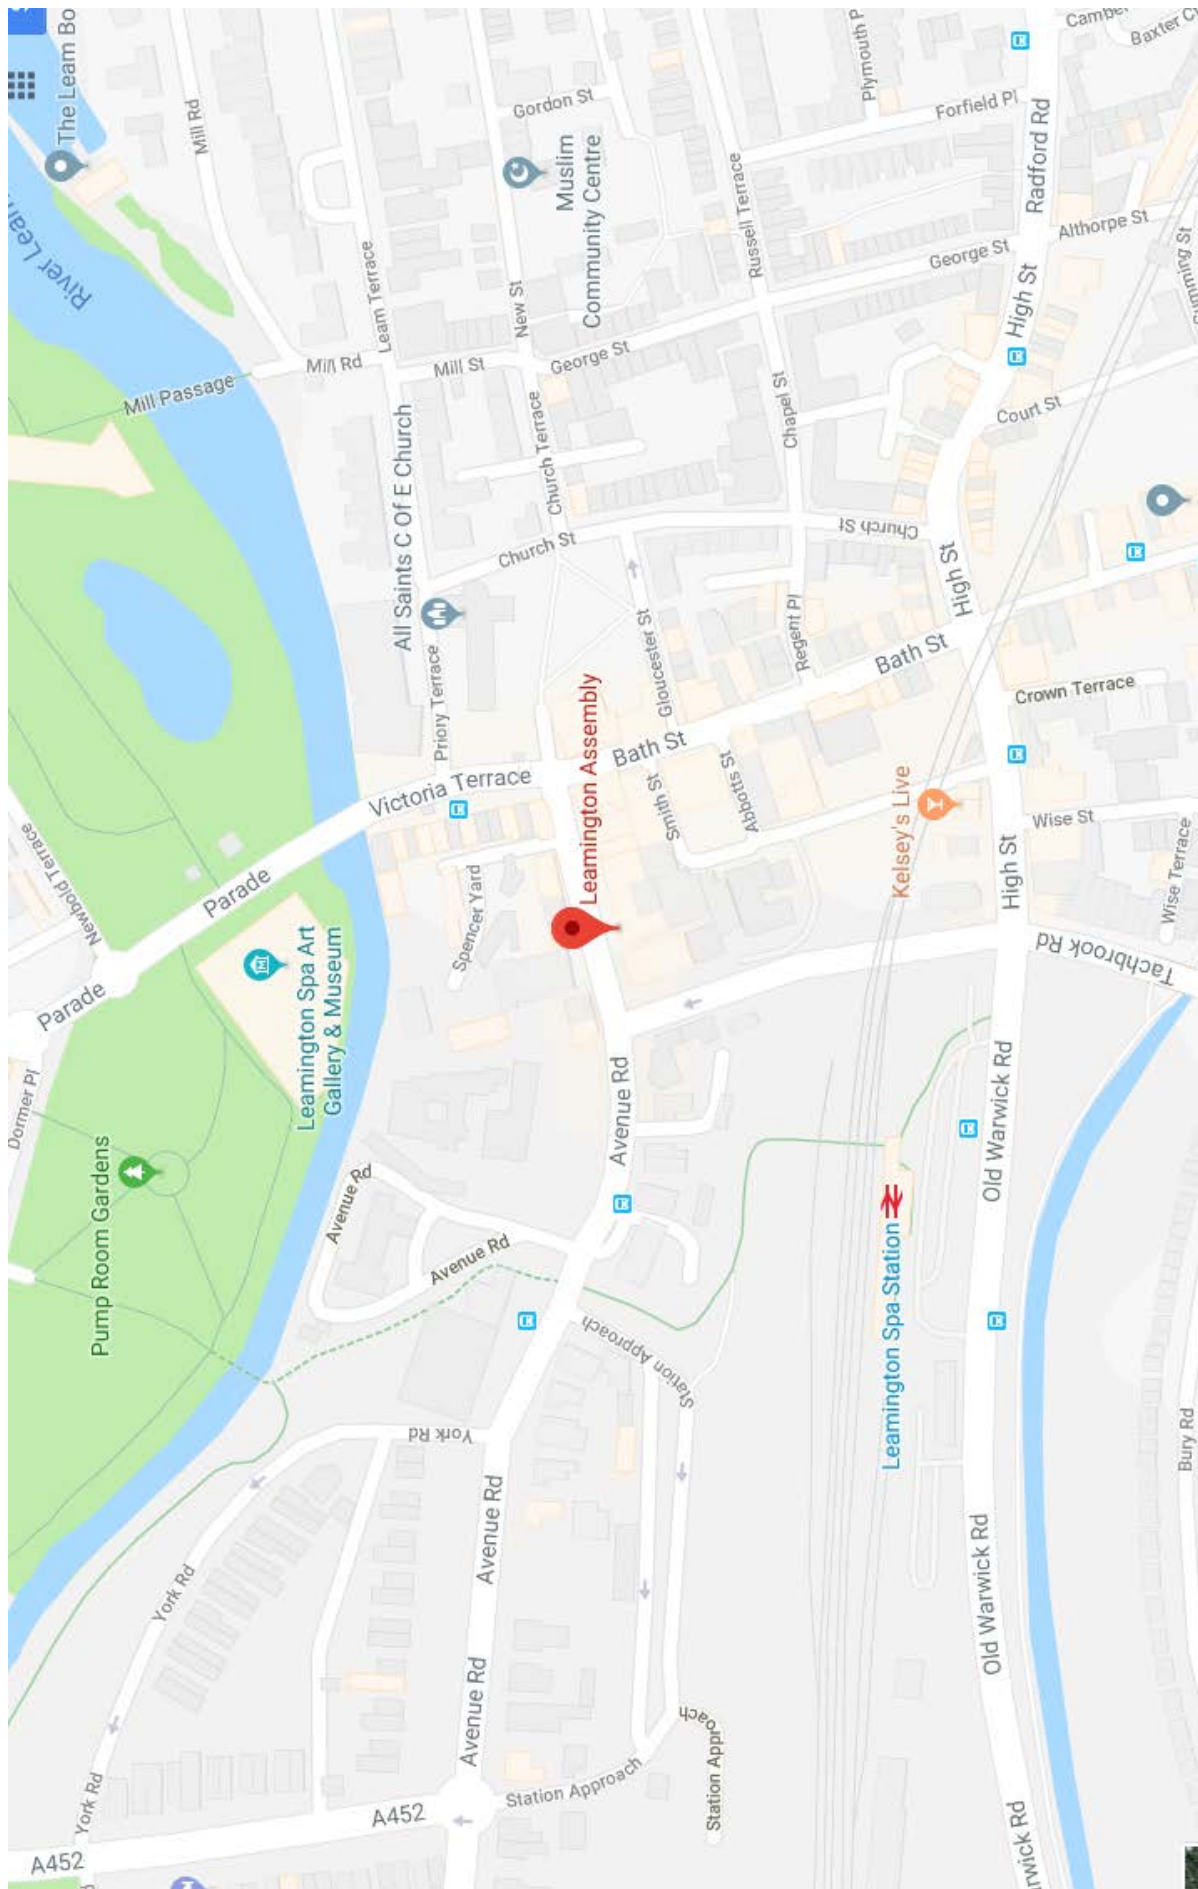 A452
York Rd
York Rd
Dormer Pl
Parade
Newbold Terrace
River Leam
The Leam Bo
Pump Room Gardens
Parade
Mill Passage
Mill Rd
Leamington Spa Art
Gallery & Museum
Avenue Rd
Mill Rd
Leam Terrace
A452
Victoria Terrace
All Saints C Of E Church
York Rd
Priory Terrace
Mill St
Avenue Rd
Avenue Rd
Avenue Rd
Spencer Yard
Church St
Church Terrace
New St
Gordon St
Station Approach
Leamington Assembly
George St
Muslim
Community Centre
Station Approach
Avenue Rd
Bath St
Smith St
Gloucester St
Station Approach
Abbotts St
Russell Terrace
Chapel St
Regent Pl
Plymouth P
Leamington Spa Station
Kelsey's Live
Bath St
Church St
George St
Forfield Pl
High St
Old Warwick Rd
Old Warwick Rd
High St
High St
Radford Rd
arwick Rd
Wise St
Crown Terrace
Court St
Althorpe St
Tachbrook Rd
Wise Terrace
Camber
Baxter C
Bury Rd
umming St